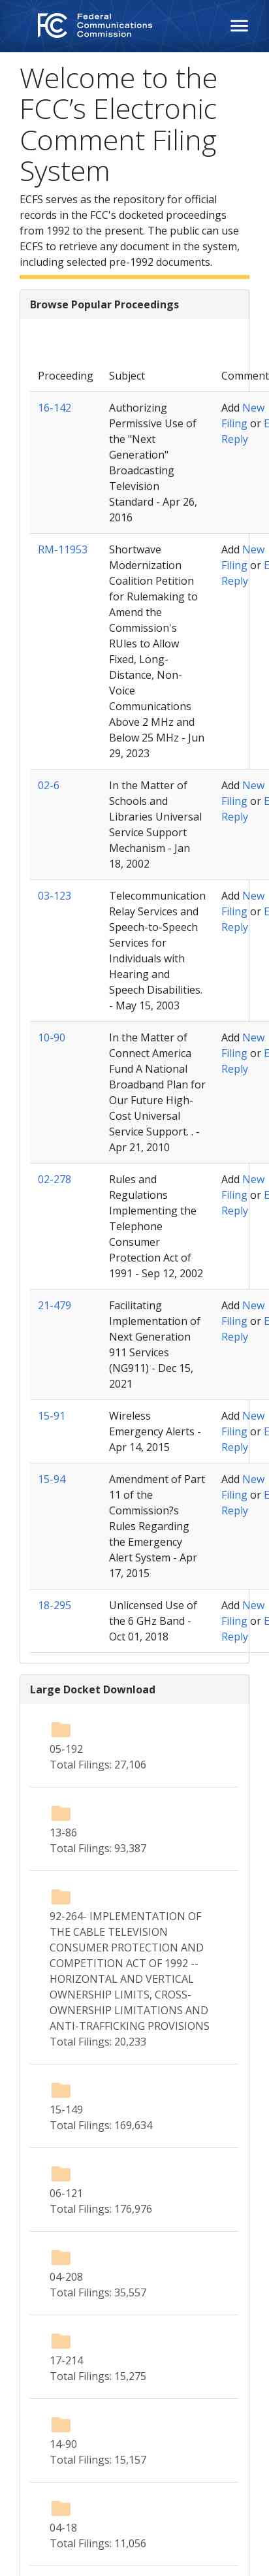 Federal
Communications
Commission
Welcome to the
FCC’s Electronic
Comment Filing
System
ECFS serves as the repository for official
records in the FCC's docketed proceedings
from 1992 to the present. The public can use
ECFS to retrieve any document in the system,
including selected pre-1992 documents.
Browse Popular Proceedings
Proceeding Subject Comment
16-142 Authorizing Add New
Permissive Use of Filing or E
the "Next Reply
Generation"
Broadcasting
Television
Standard - Apr 26,
2016
RM-11953 Shortwave Add New
Modernization Filing or E
Coalition Petition Reply
for Rulemaking to
Amend the
Commission's
RUles to Allow
Fixed, Long-
Distance, Non-
Voice
Communications
Above 2 MHz and
Below 25 MHz - Jun
29, 2023
02-6 In the Matter of Add New
Schools and Filing or E
Libraries Universal Reply
Service Support
Mechanism - Jan
18, 2002
03-123 Telecommunication Add New
Relay Services and Filing or E
Speech-to-Speech Reply
Services for
Individuals with
Hearing and
Speech Disabilities.
- May 15, 2003
10-90 In the Matter of Add New
Connect America Filing or E
Fund A National Reply
Broadband Plan for
Our Future High-
Cost Universal
Service Support. . -
Apr 21, 2010
02-278 Rules and Add New
Regulations Filing or E
Implementing the Reply
Telephone
Consumer
Protection Act of
1991 - Sep 12, 2002
21-479 Facilitating Add New
Implementation of Filing or E
Next Generation Reply
911 Services
(NG911) - Dec 15,
2021
15-91 Wireless Add New
Emergency Alerts - Filing or E
Apr 14, 2015 Reply
15-94 Amendment of Part Add New
11 of the Filing or E
Commission?s Reply
Rules Regarding
the Emergency
Alert System - Apr
17, 2015
18-295 Unlicensed Use of Add New
the 6 GHz Band - Filing or E
Oct 01, 2018 Reply
Large Docket Download
05-192
Total Filings: 27,106
13-86
Total Filings: 93,387
92-264- IMPLEMENTATION OF
THE CABLE TELEVISION
CONSUMER PROTECTION AND
COMPETITION ACT OF 1992 --
HORIZONTAL AND VERTICAL
OWNERSHIP LIMITS, CROSS-
OWNERSHIP LIMITATIONS AND
ANTI-TRAFFICKING PROVISIONS
Total Filings: 20,233
15-149
Total Filings: 169,634
06-121
Total Filings: 176,976
04-208
Total Filings: 35,557
17-214
Total Filings: 15,275
14-90
Total Filings: 15,157
04-18
Total Filings: 11,056